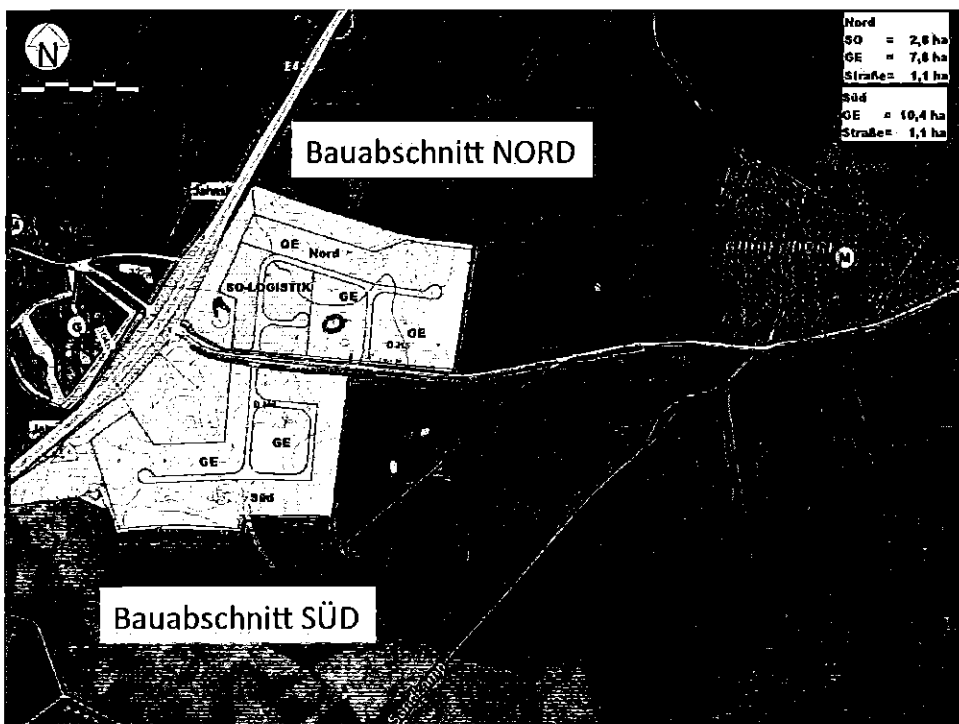 N
Nord
SO = 2,8 ha
GE = 7,8 ha
Straße= 1,1 ha
Süd
GE = 10,4 ha
Straße= 1,1 ha
Bauabschnitt NORD
GE
Nord
SO-LOGISTIK
GE
GE
M
G
GE
GE
Süd
Bauabschnitt SÜD